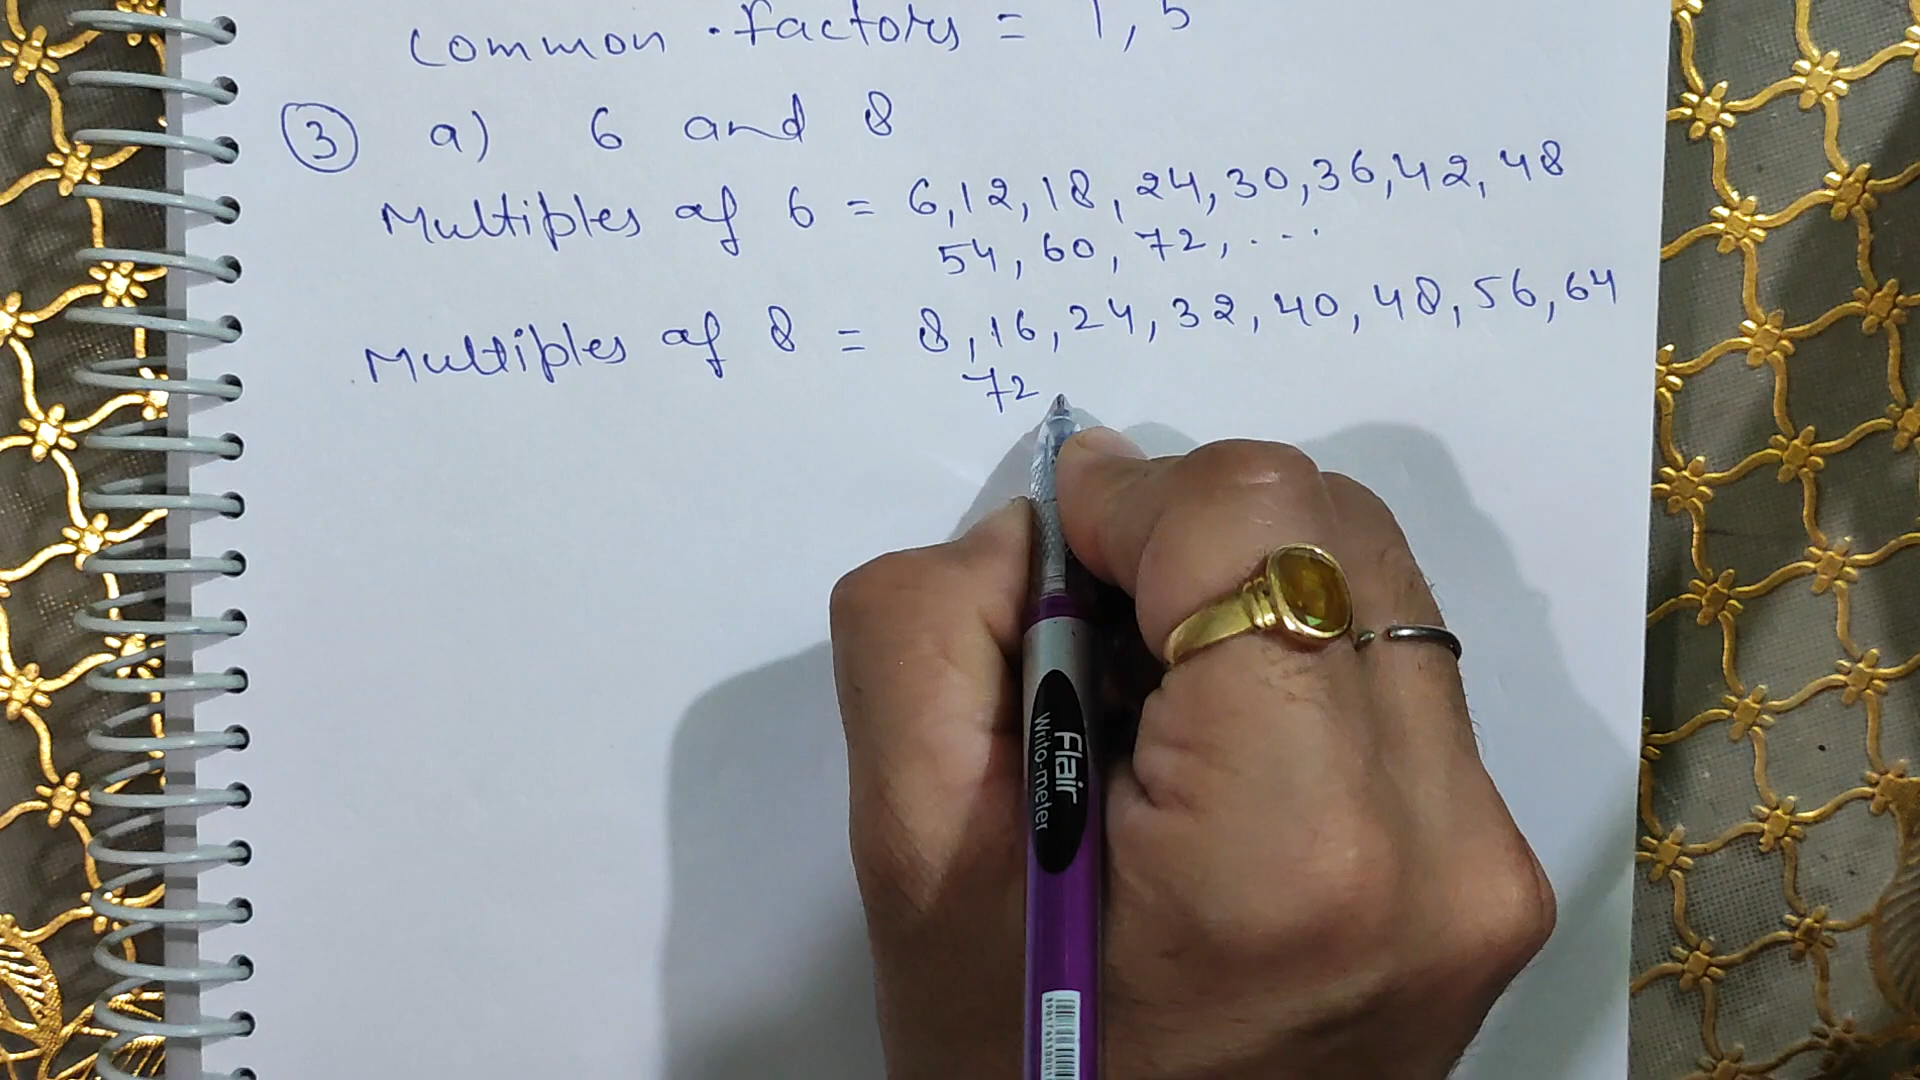 Common factors = 1, 5
③ a) 6 and 8
Multiples of 6 = 6, 12, 18, 24, 30, 36, 42, 48
54, 60, 72, ...
Multiples of 8 = 8, 16, 24, 32, 40, 48, 56, 64
72
Flair
Writo-meter